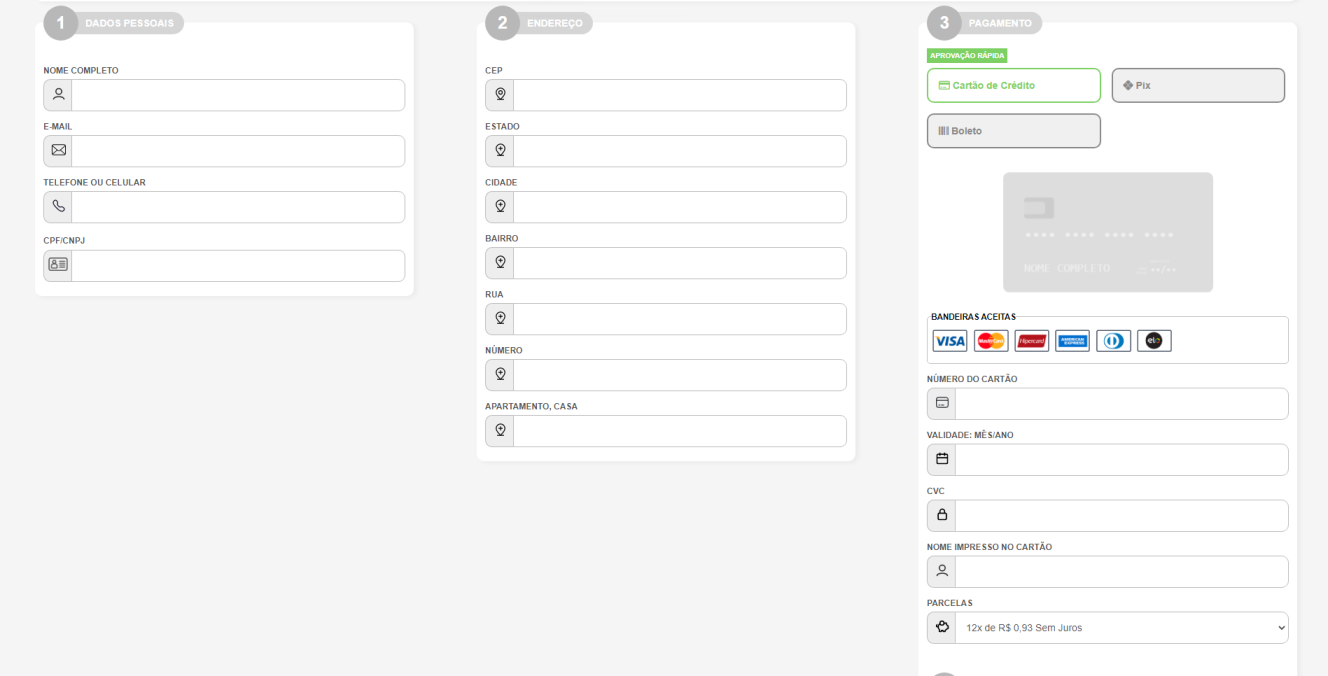 1 DADOS PESSOAIS
NOME COMPLETO
E-MAIL
TELEFONE OU CELULAR
CPF/CNPJ
2 ENDEREÇO
CEP
ESTADO
CIDADE
BAIRRO
RUA
NÚMERO
APARTAMENTO, CASA
3 PAGAMENTO
APROVAÇÃO RÁPIDA
Cartão de Crédito
Pix
Boleto
•••• •••• •••• ••••
NOME COMPLETO
••/••
BANDEIRAS ACEITAS
VISA MasterCard Hipercard AMERICAN EXPRESS elo
NÚMERO DO CARTÃO
VALIDADE: MÊS/ANO
CVC
NOME IMPRESSO NO CARTÃO
PARCELAS
12x de R$ 0,93 Sem Juros